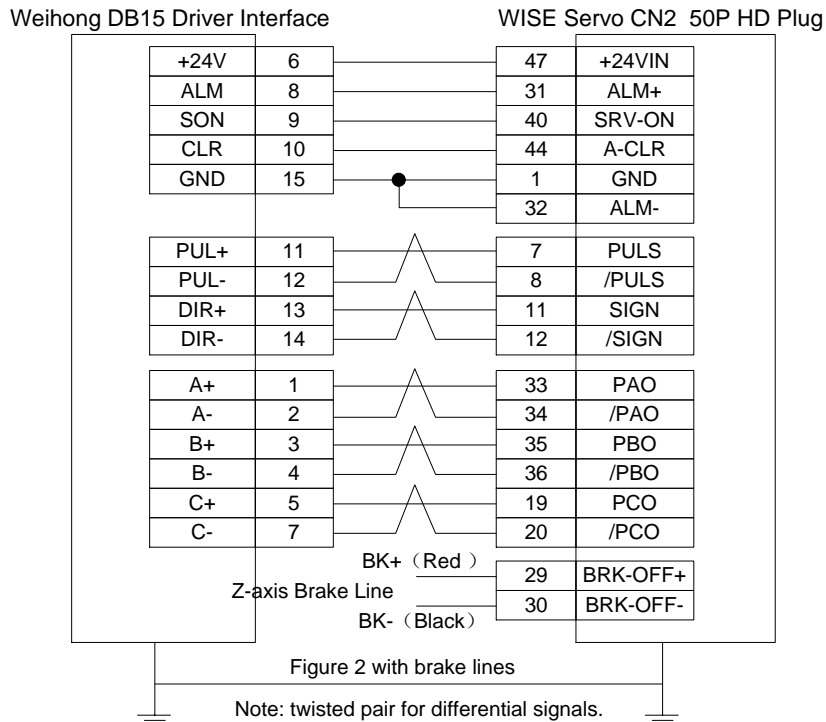 Weihong DB15 Driver Interface WISE Servo CN2 50P HD Plug
+24V 6 47 +24VIN
ALM 8 31 ALM+
SON 9 40 SRV-ON
CLR 10 44 A-CLR
GND 15 1 GND
32 ALM-
PUL+ 11 7 PULS
PUL- 12 8 /PULS
DIR+ 13 11 SIGN
DIR- 14 12 /SIGN
A+ 1 33 PAO
A- 2 34 /PAO
B+ 3 35 PBO
B- 4 36 /PBO
C+ 5 19 PCO
C- 7 20 /PCO
BK+（Red ）
29 BRK-OFF+
Z-axis Brake Line
30 BRK-OFF-
BK-（Black）
Figure 2 with brake lines
Note: twisted pair for differential signals.